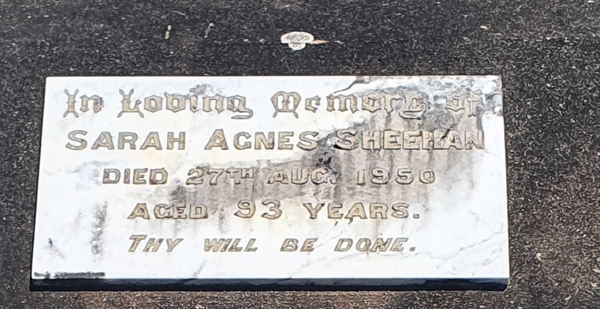 In Loving Memory of
SARAH AGNES SHEEHAN
DIED 27TH AUG. 1950
AGED 93 YEARS.
THY WILL BE DONE.